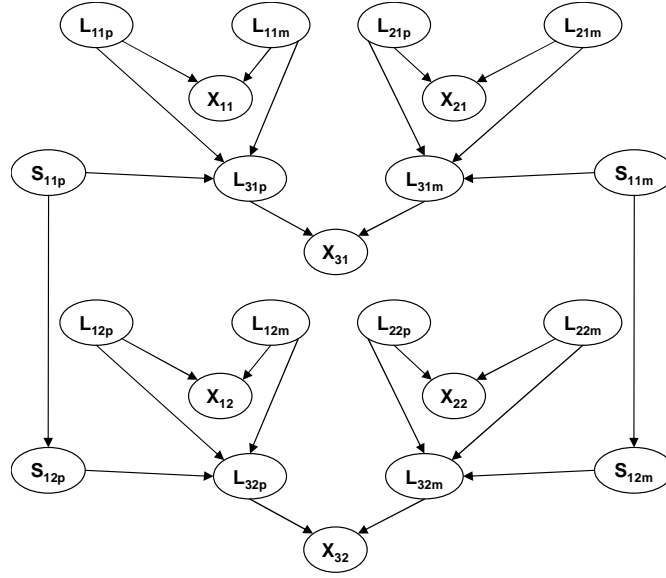 L11p L11m L21p L21m
X11 X21
S11p L31p L31m S11m
X31
L12p L12m L22p L22m
X12 X22
S12p L32p L32m S12m
X32